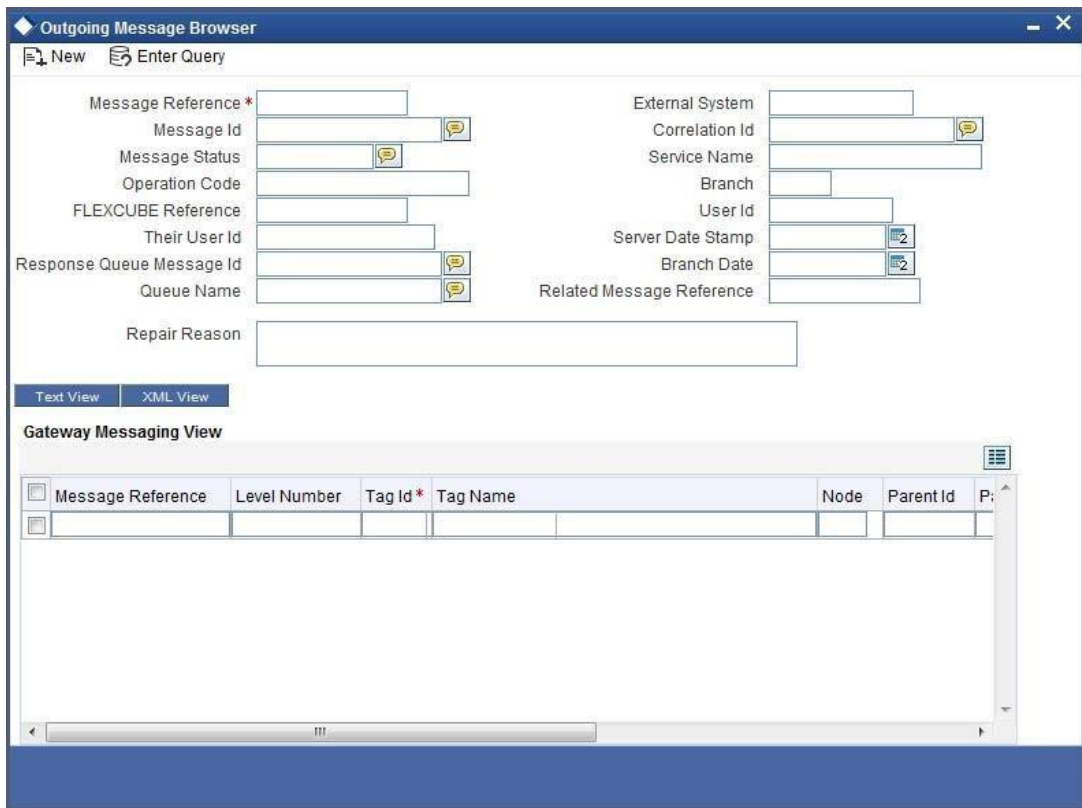 Outgoing Message Browser
New Enter Query
Message Reference * External System
Message Id Correlation Id
Message Status Service Name
Operation Code Branch
FLEXCUBE Reference User Id
Their User Id Server Date Stamp
Response Queue Message Id Branch Date
Queue Name Related Message Reference
Repair Reason
Text View XML View
Gateway Messaging View
Message Reference Level Number Tag Id * Tag Name Node Parent Id